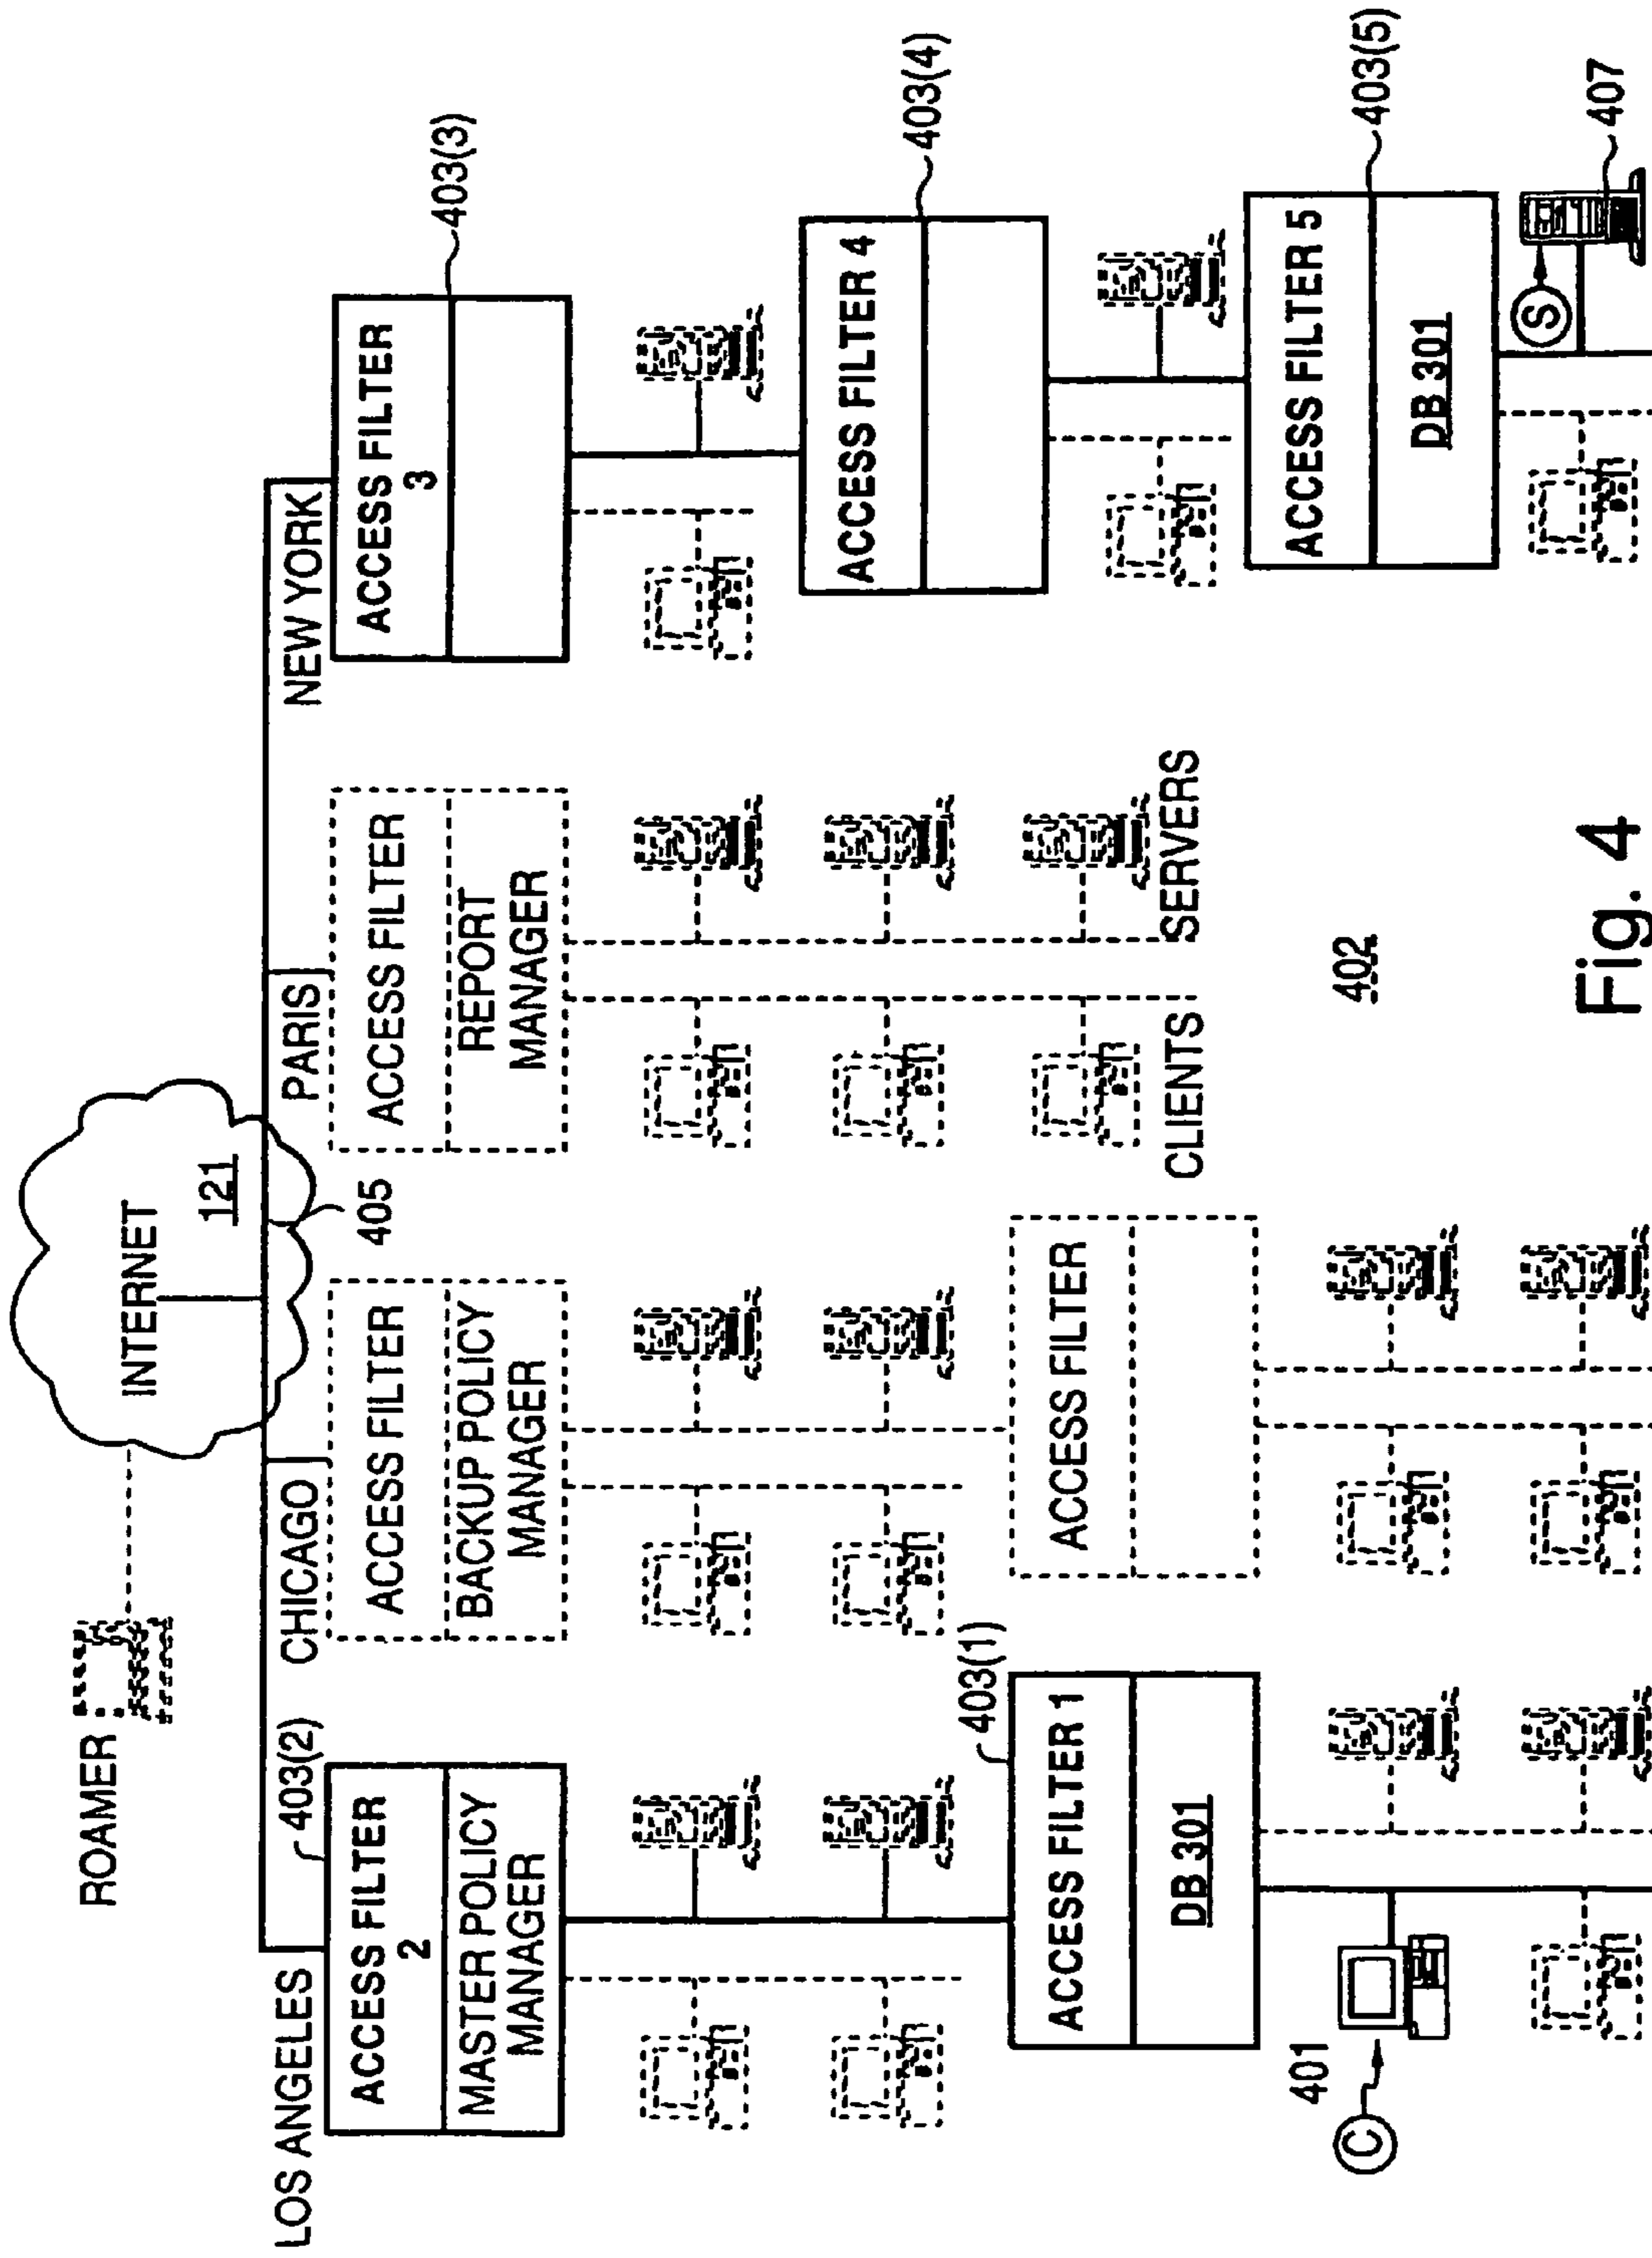 ROAMER
INTERNET
121
405
LOS ANGELES
403(2)
ACCESS FILTER
2
MASTER POLICY
MANAGER
CHICAGO
ACCESS FILTER
BACKUP POLICY
MANAGER
PARIS
ACCESS FILTER
REPORT
MANAGER
NEW YORK
ACCESS FILTER
3
403(3)
ACCESS FILTER 4
403(4)
403(1)
ACCESS FILTER 1
DB 301
ACCESS FILTER
CLIENTS
SERVERS
ACCESS FILTER 5
DB 301
403(5)
C
401
S
407
402
Fig. 4